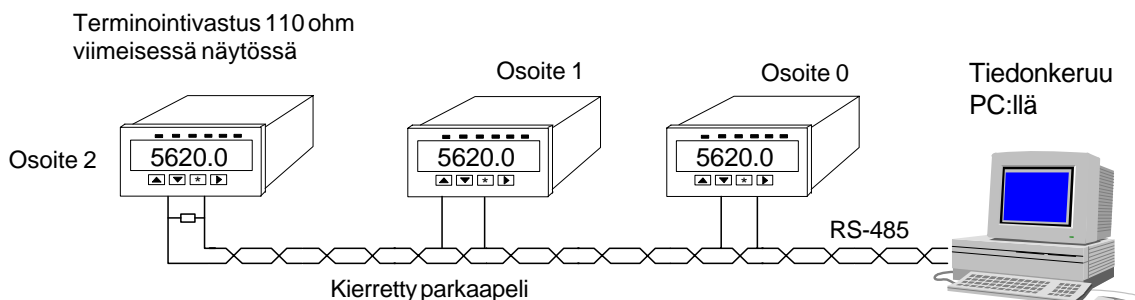 Terminointivastus 110 ohm
viimeisessä näytössä
Osoite 1
Osoite 0
Tiedonkeruu
PC:llä
Osoite 2
5620.0
5620.0
5620.0
RS-485
Kierretty parkaapeli